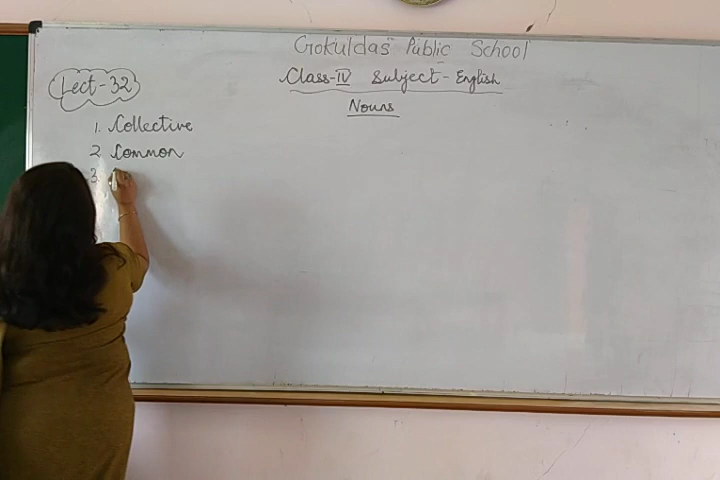 Gokuldas Public School
Class-IV Subject - English
Lect-32
Nouns
1. Collective
2. Common
3.